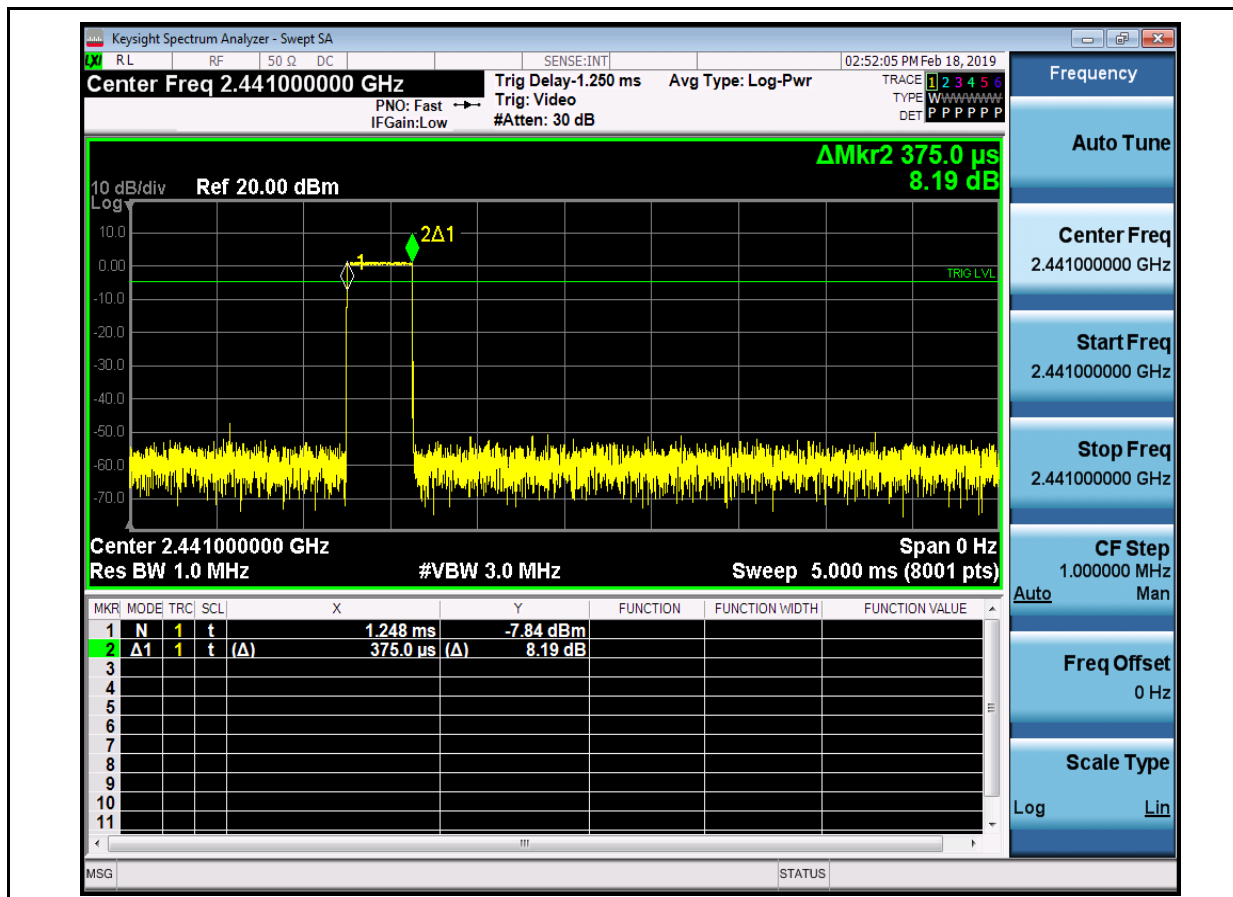 Keysight Spectrum Analyzer - Swept SA
LXI RL RF 50 Ω DC SENSE:INT 02:52:05 PM Feb 18, 2019
Center Freq 2.441000000 GHz
PNO: Fast
IFGain:Low
Trig Delay-1.250 ms
Trig: Video
#Atten: 30 dB
Avg Type: Log-Pwr
TRACE 1 2 3 4 5 6
TYPE WWWWWW
DET P P P P P P
ΔMkr2 375.0 µs
8.19 dB
10 dB/div Ref 20.00 dBm
Log
10.0
0.00
-10.0
-20.0
-30.0
-40.0
-50.0
-60.0
-70.0
1
2Δ1
TRIG LVL
Center 2.441000000 GHz Span 0 Hz
Res BW 1.0 MHz #VBW 3.0 MHz Sweep 5.000 ms (8001 pts)
MKR MODE TRC SCL X Y FUNCTION FUNCTION WIDTH FUNCTION VALUE
1 N 1 t 1.248 ms -7.84 dBm
2 Δ1 1 t (Δ) 375.0 µs (Δ) 8.19 dB
3
4
5
6
7
8
9
10
11
MSG STATUS
Frequency
Auto Tune
Center Freq
2.441000000 GHz
Start Freq
2.441000000 GHz
Stop Freq
2.441000000 GHz
CF Step
1.000000 MHz
Auto Man
Freq Offset
0 Hz
Scale Type
Log Lin